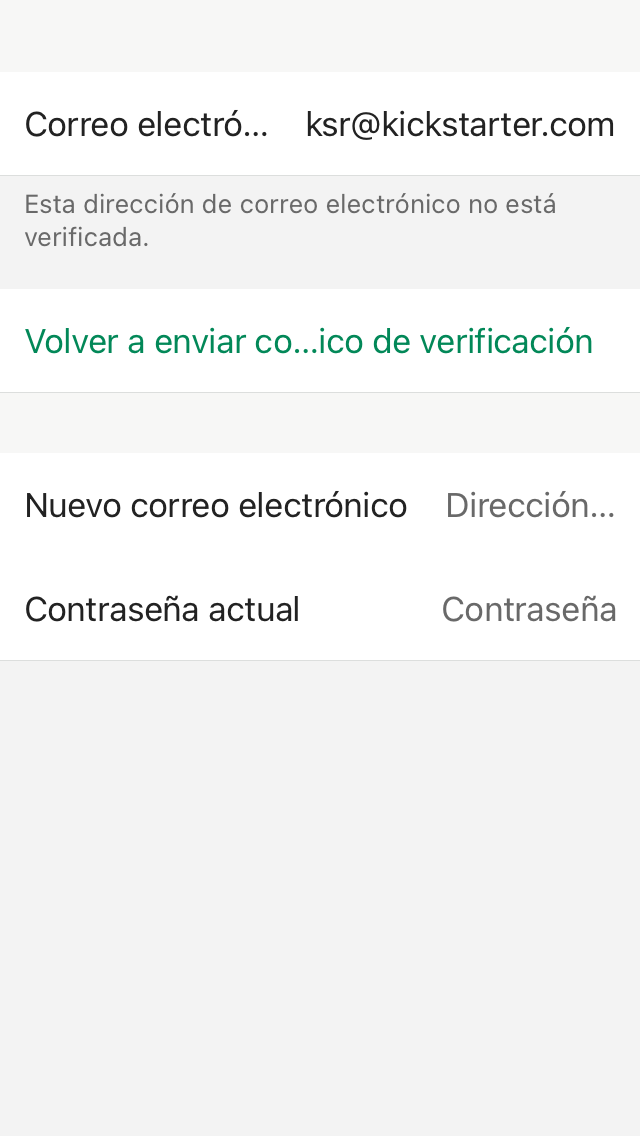 Correo electró... ksr@kickstarter.com
Esta dirección de correo electrónico no está
verificada.
Volver a enviar co...ico de verificación
Nuevo correo electrónico Dirección...
Contraseña actual Contraseña